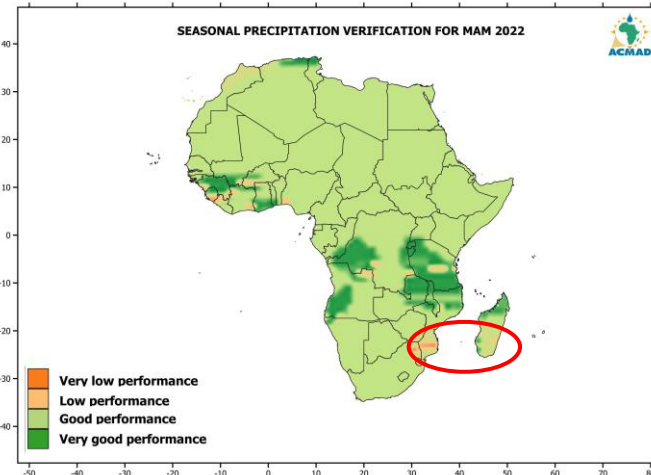 SEASONAL PRECIPITATION VERIFICATION FOR MAM 2022
ACMAD
40
30
20
10
0
-10
-20
-30
-40
Very low performance
Low performance
Good performance
Very good performance
-50 -40 -30 -20 -10 0 10 20 30 40 50 60 70 80